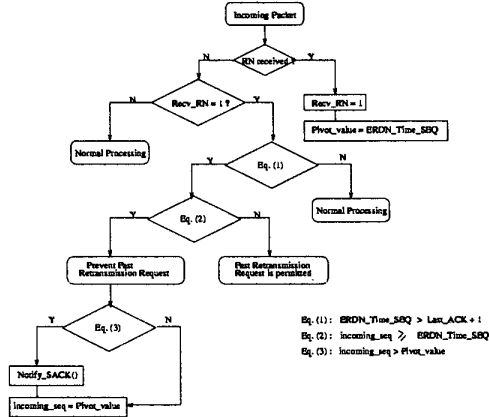 Incoming Packet
N
RN received ?
Y
N
Recv_RN = 1 ?
Y
Recv_RN = 1
Pivot_value = ERDN_Time_SEQ
Normal Processing
Y
Eq. (1)
N
Y
Eq. (2)
N
Normal Processing
Prevent Fast
Retransmission Request
Fast Retransmission
Request is permitted
Y
Eq. (3)
N
Notify_SACK()
incoming_seq = Pivot_value
Eq. (1) : ERDN_Time_SEQ > Last_ACK + 1
Eq. (2) : incoming_seq ⩾ ERDN_Time_SEQ
Eq. (3) : incoming_seq > Pivot_value